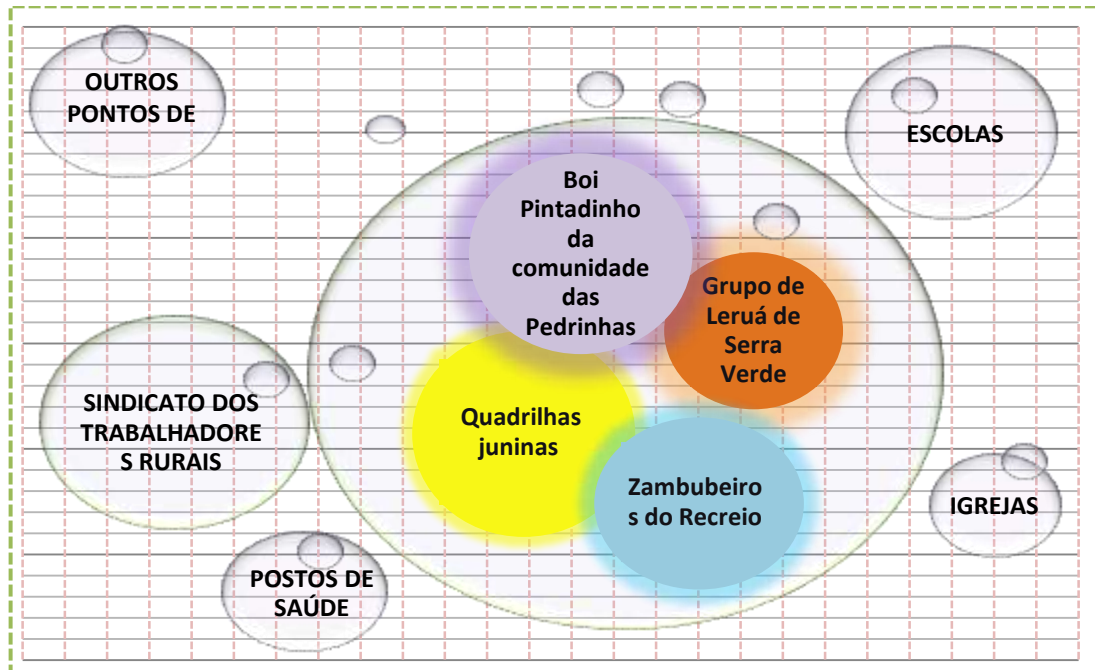 OUTROS
PONTOS DE
ESCOLAS
Boi
Pintadinho
da
comunidade
das
Pedrinhas
Grupo de
Leruá de
Serra
Verde
SINDICATO DOS
TRABALHADORE
S RURAIS
Quadrilhas
juninas
Zambubeiro
s do Recreio
IGREJAS
POSTOS DE
SAÚDE